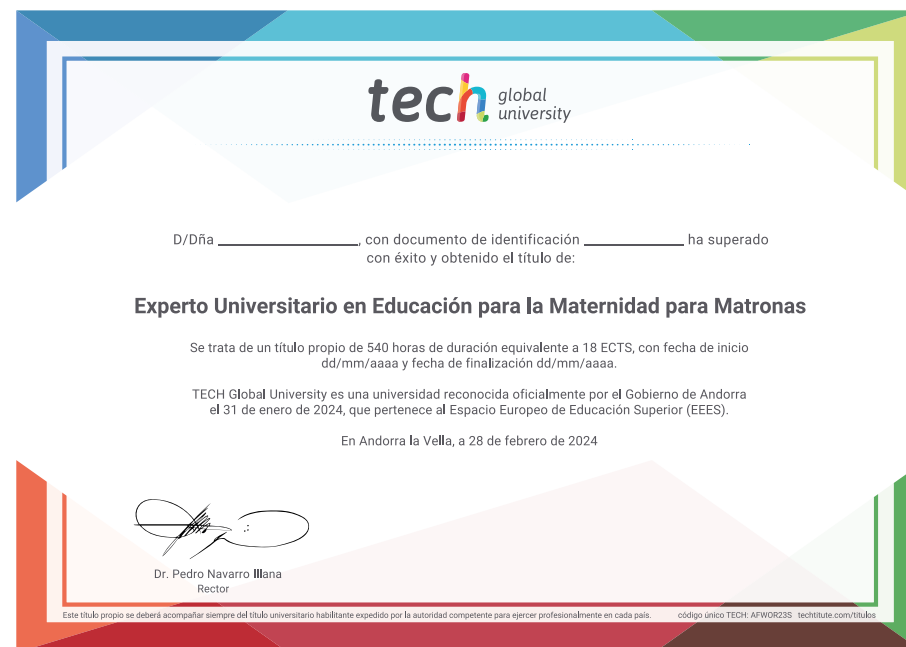 tech global university
D/Dña ____________________, con documento de identificación ______________ ha superado
con éxito y obtenido el título de:
Experto Universitario en Educación para la Maternidad para Matronas
Se trata de un título propio de 540 horas de duración equivalente a 18 ECTS, con fecha de inicio
dd/mm/aaaa y fecha de finalización dd/mm/aaaa.
TECH Global University es una universidad reconocida oficialmente por el Gobierno de Andorra
el 31 de enero de 2024, que pertenece al Espacio Europeo de Educación Superior (EEES).
En Andorra la Vella, a 28 de febrero de 2024
Dr. Pedro Navarro Illana
Rector
Este título propio se deberá acompañar siempre del título universitario habilitante expedido por la autoridad competente para ejercer profesionalmente en cada país. código único TECH: AFWOR23S techtitute.com/titulos